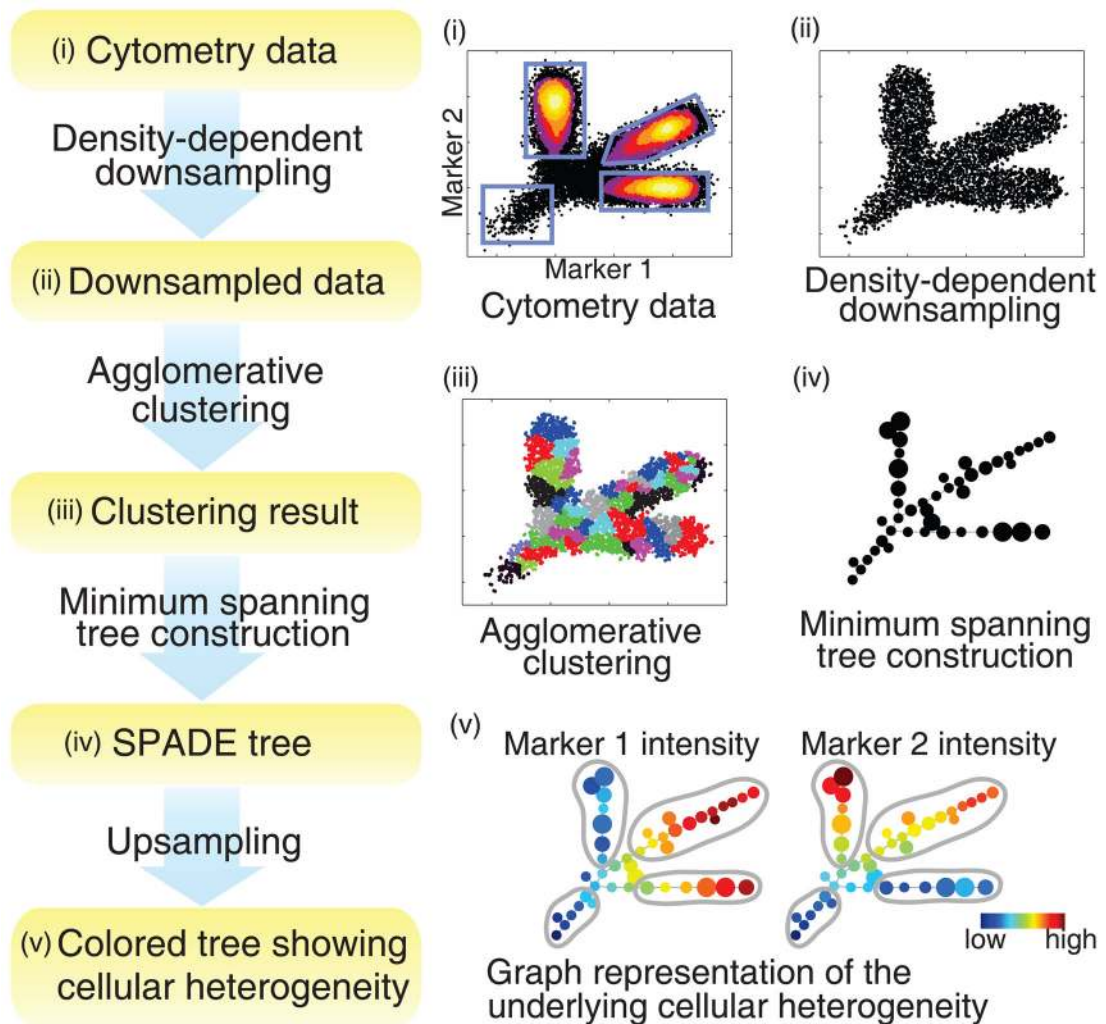 (i) Cytometry data
Density-dependent
downsampling
(ii) Downsampled data
Agglomerative
clustering
(iii) Clustering result
Minimum spanning
tree construction
(iv) SPADE tree
Upsampling
(v) Colored tree showing
cellular heterogeneity
(i)
Marker 2
Marker 1
Cytometry data
(ii)
Density-dependent
downsampling
(iii)
Agglomerative
clustering
(iv)
Minimum spanning
tree construction
(v)
Marker 1 intensity
Marker 2 intensity
low high
Graph representation of the
underlying cellular heterogeneity